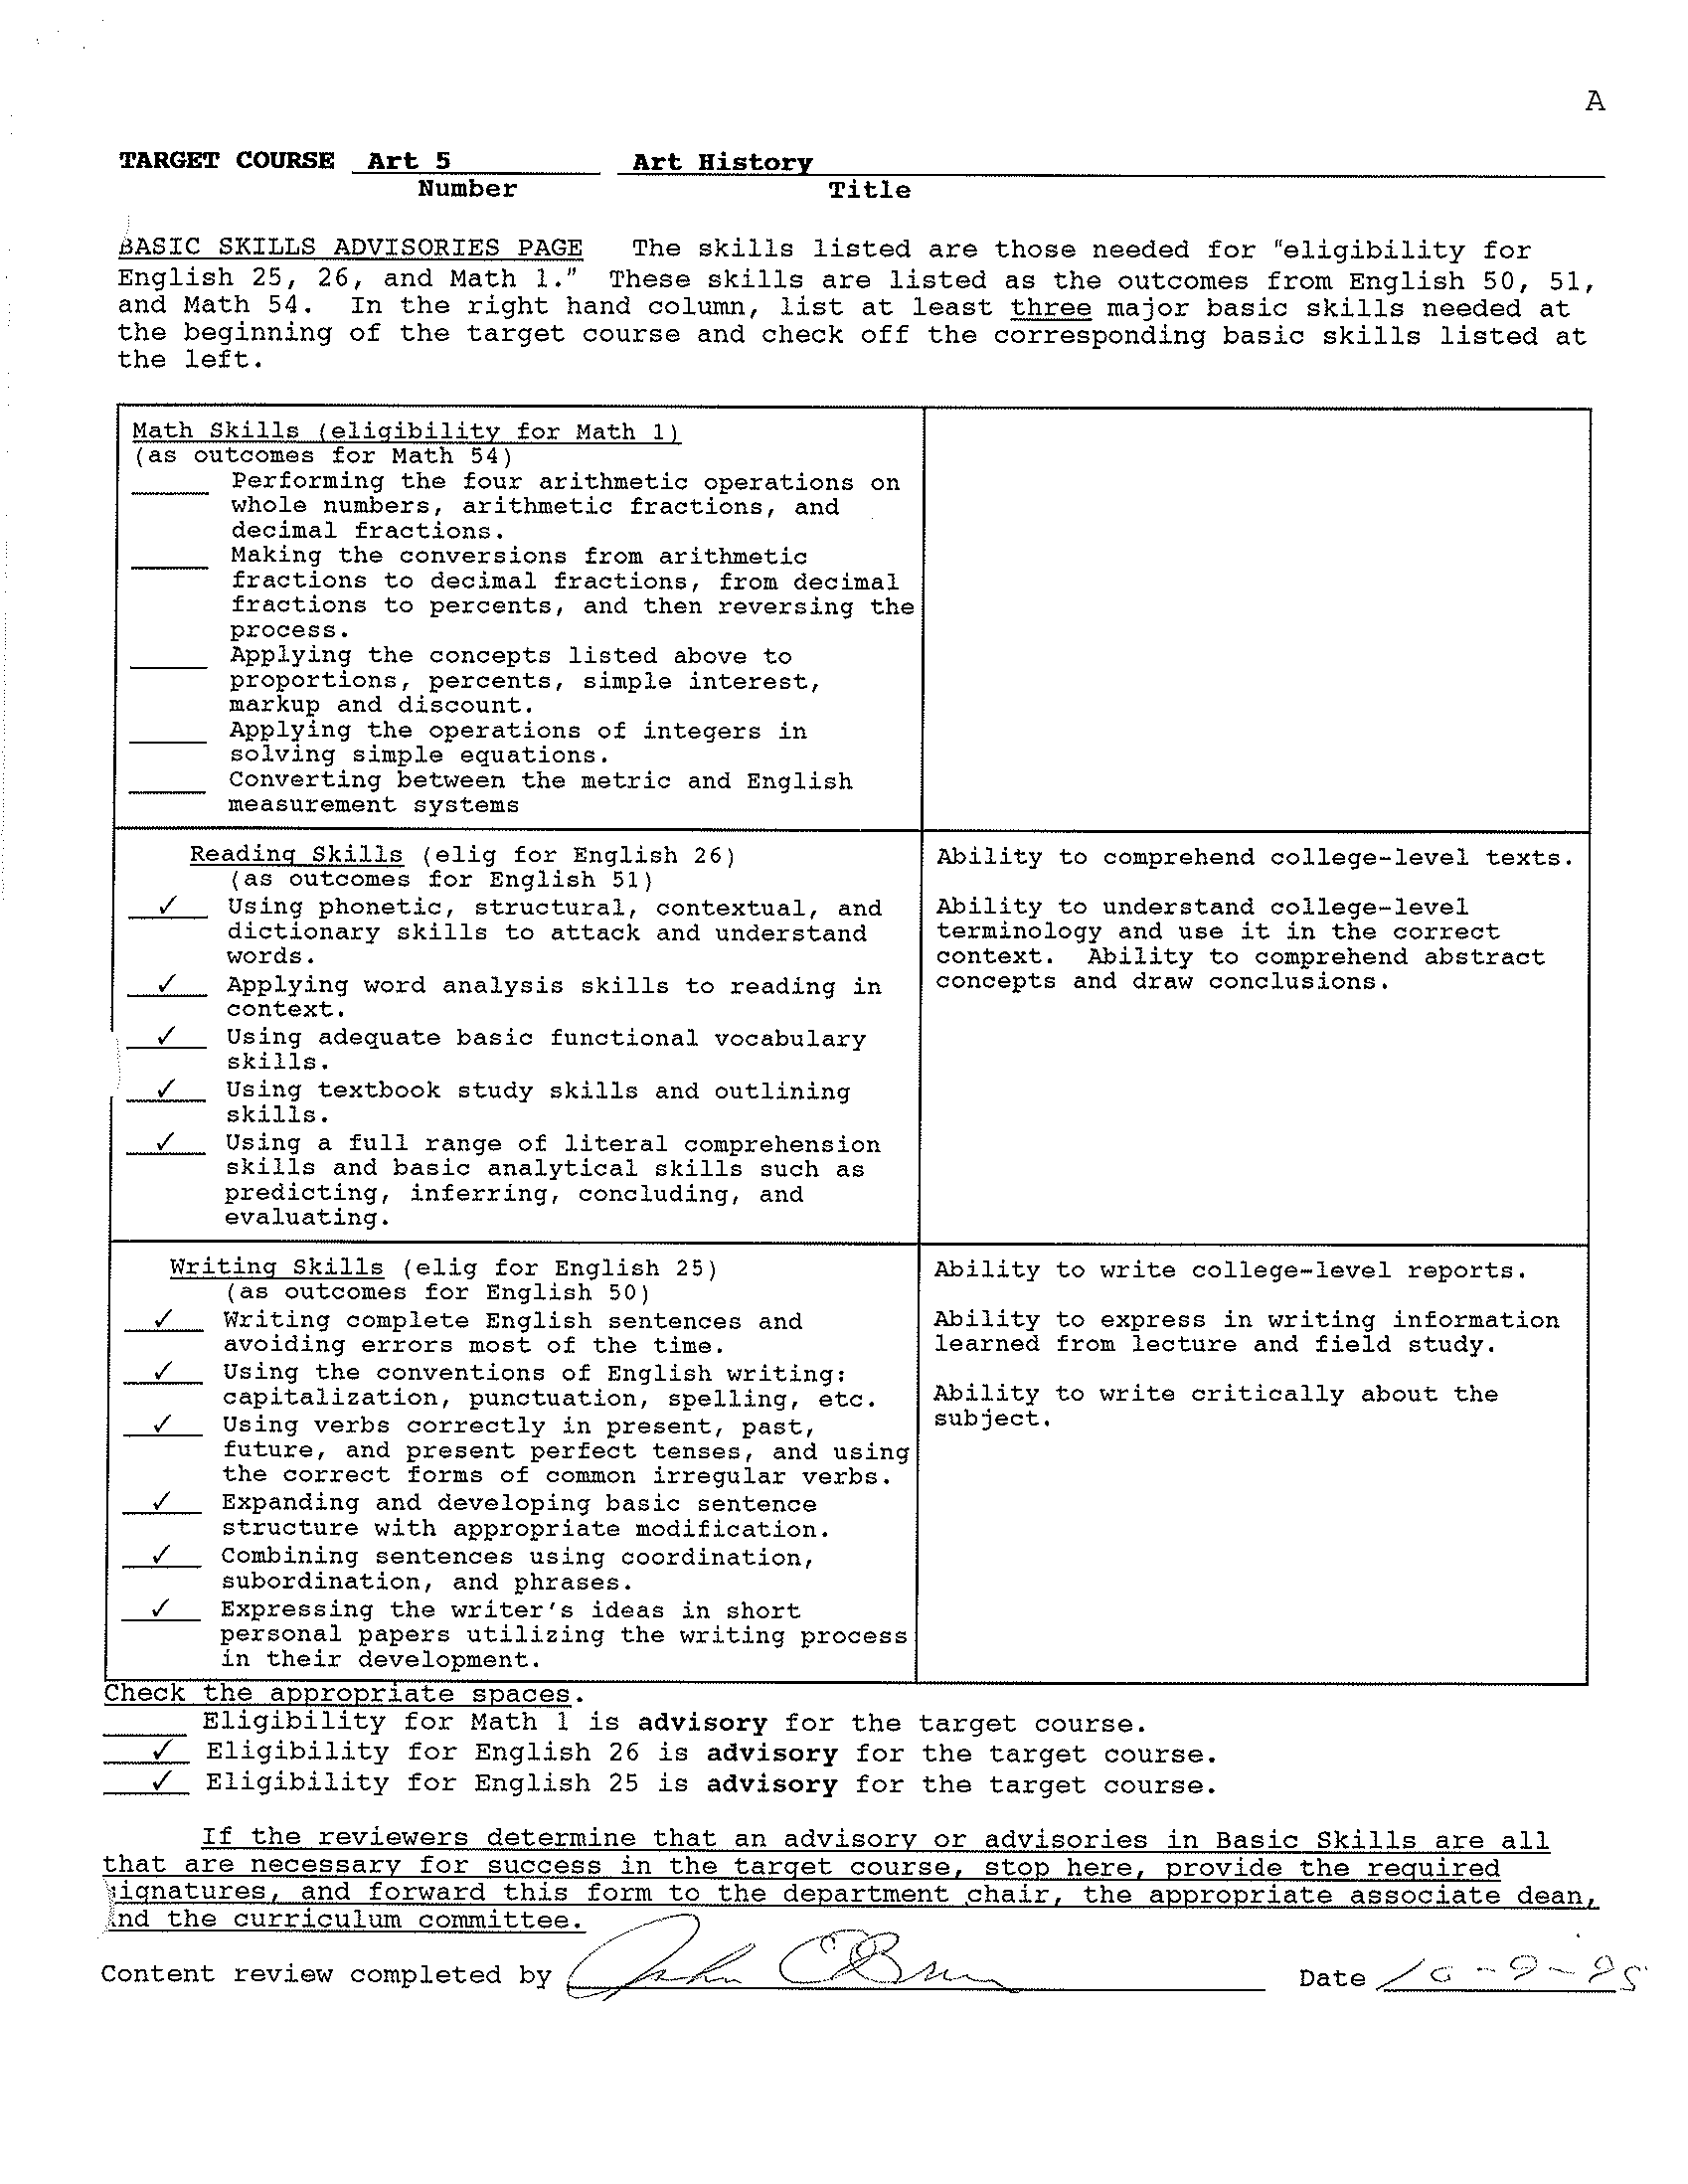 A
TARGET COURSE Art 5 Art History
Number Title
BASIC SKILLS ADVISORIES PAGE The skills listed are those needed for "eligibility for
English 25, 26, and Math 1." These skills are listed as the outcomes from English 50, 51,
and Math 54. In the right hand column, list at least three major basic skills needed at
the beginning of the target course and check off the corresponding basic skills listed at
the left.
Math Skills (eligibility for Math 1)
(as outcomes for Math 54)
Performing the four arithmetic operations on
whole numbers, arithmetic fractions, and
decimal fractions.
Making the conversions from arithmetic
fractions to decimal fractions, from decimal
fractions to percents, and then reversing the
process.
Applying the concepts listed above to
proportions, percents, simple interest,
markup and discount.
Applying the operations of integers in
solving simple equations.
Converting between the metric and English
measurement systems
Reading Skills (elig for English 26)
(as outcomes for English 51)
✓ Using phonetic, structural, contextual, and
dictionary skills to attack and understand
words.
✓ Applying word analysis skills to reading in
context.
✓ Using adequate basic functional vocabulary
skills.
✓ Using textbook study skills and outlining
skills.
✓ Using a full range of literal comprehension
skills and basic analytical skills such as
predicting, inferring, concluding, and
evaluating.
Ability to comprehend college-level texts.
Ability to understand college-level
terminology and use it in the correct
context. Ability to comprehend abstract
concepts and draw conclusions.
Writing Skills (elig for English 25)
(as outcomes for English 50)
✓ Writing complete English sentences and
avoiding errors most of the time.
✓ Using the conventions of English writing:
capitalization, punctuation, spelling, etc.
✓ Using verbs correctly in present, past,
future, and present perfect tenses, and using
the correct forms of common irregular verbs.
✓ Expanding and developing basic sentence
structure with appropriate modification.
✓ Combining sentences using coordination,
subordination, and phrases.
✓ Expressing the writer's ideas in short
personal papers utilizing the writing process
in their development.
Ability to write college-level reports.
Ability to express in writing information
learned from lecture and field study.
Ability to write critically about the
subject.
Check the appropriate spaces.
Eligibility for Math 1 is advisory for the target course.
✓ Eligibility for English 26 is advisory for the target course.
✓ Eligibility for English 25 is advisory for the target course.
If the reviewers determine that an advisory or advisories in Basic Skills are all
that are necessary for success in the target course, stop here, provide the required
signatures, and forward this form to the department chair, the appropriate associate dean,
and the curriculum committee.
Content review completed by John Date